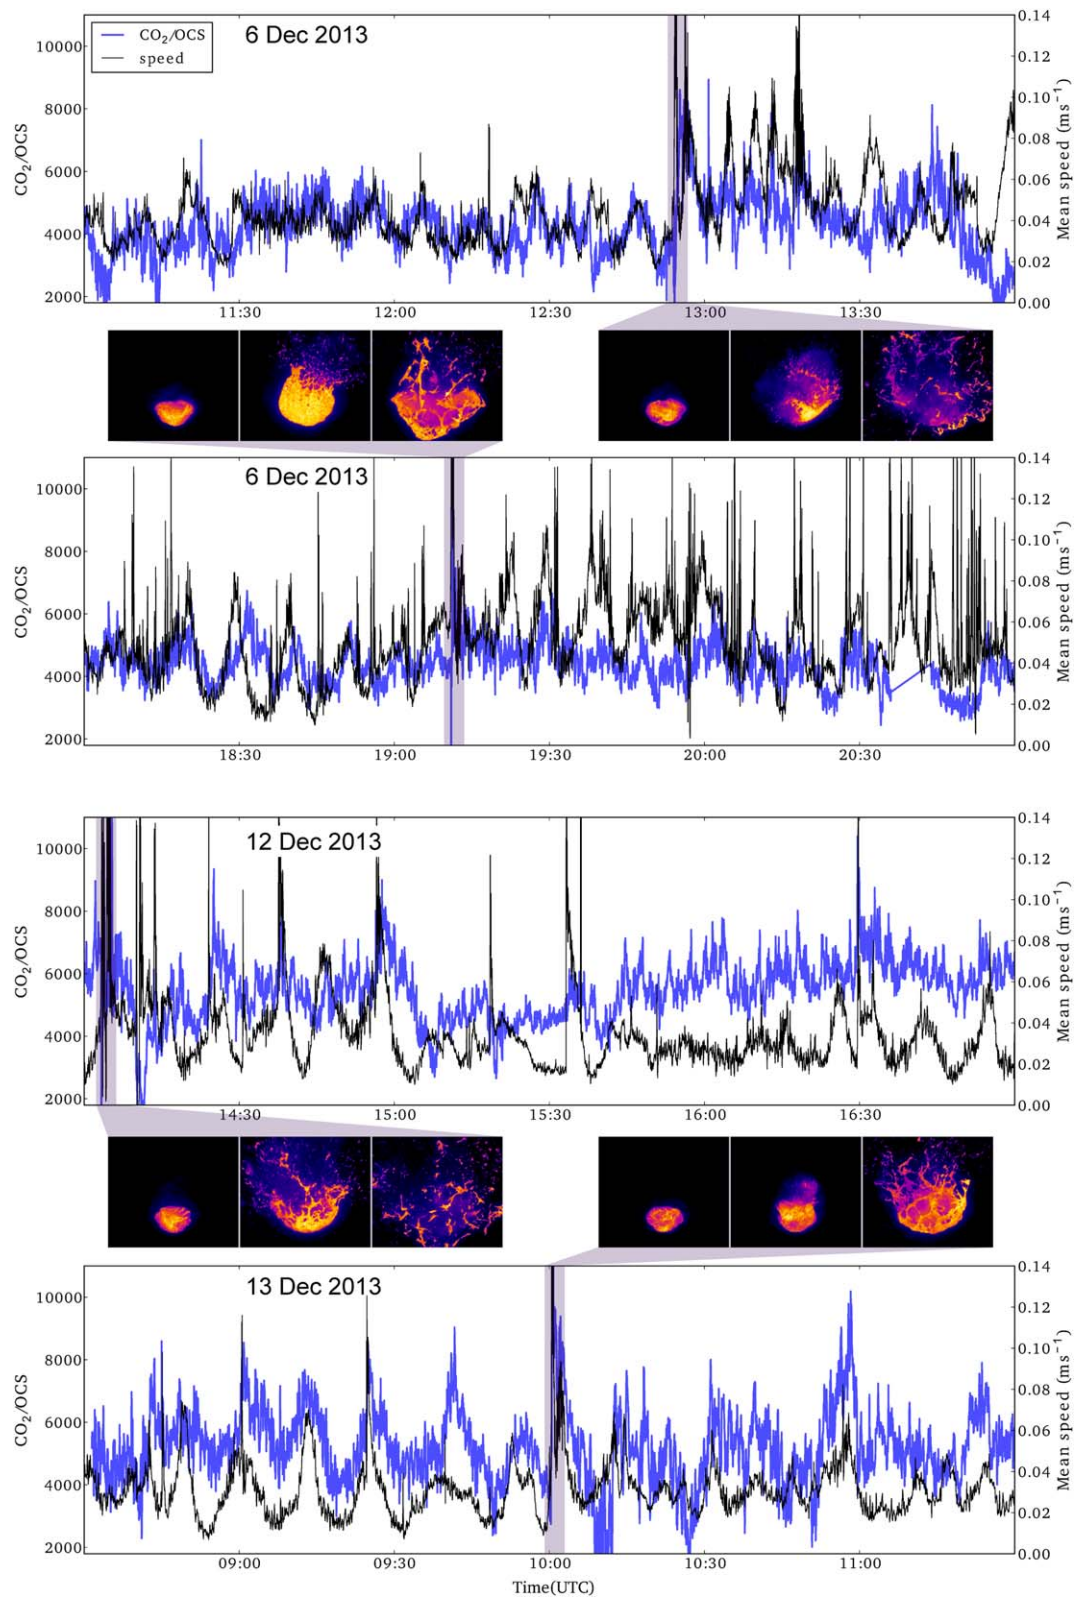 6 Dec 2013
CO₂/OCS
speed
10000
8000
6000
4000
2000
CO₂/OCS
0.14
0.12
0.10
0.08
0.06
0.04
0.02
0.00
Mean speed (ms⁻¹)
11:30 12:00 12:30 13:00 13:30
6 Dec 2013
10000
8000
6000
4000
2000
CO₂/OCS
0.14
0.12
0.10
0.08
0.06
0.04
0.02
0.00
Mean speed (ms⁻¹)
18:30 19:00 19:30 20:00 20:30
12 Dec 2013
10000
8000
6000
4000
2000
CO₂/OCS
0.14
0.12
0.10
0.08
0.06
0.04
0.02
0.00
Mean speed (ms⁻¹)
14:30 15:00 15:30 16:00 16:30
13 Dec 2013
10000
8000
6000
4000
2000
CO₂/OCS
0.14
0.12
0.10
0.08
0.06
0.04
0.02
0.00
Mean speed (ms⁻¹)
09:00 09:30 10:00 10:30 11:00
Time(UTC)